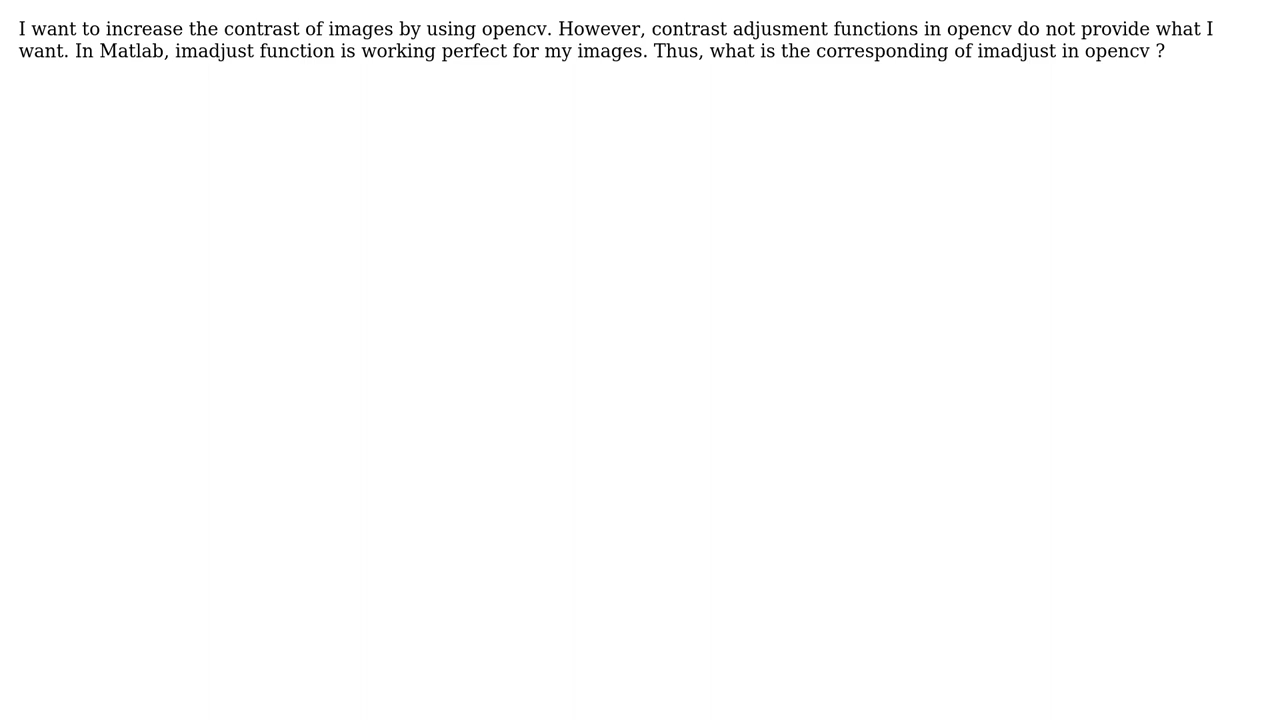 I want to increase the contrast of images by using opencv. However, contrast adjusment functions in opencv do not provide what I
want. In Matlab, imadjust function is working perfect for my images. Thus, what is the corresponding of imadjust in opencv ?